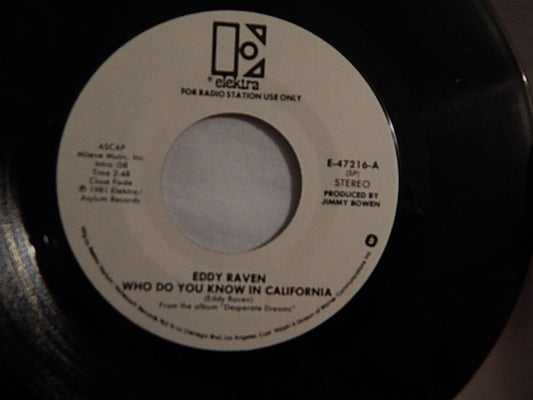 elektra
FOR RADIO STATION USE ONLY
ASCAP
Milene Music, Inc.
Intro :08
Time 2:48
Close Fade
℗ 1981 Elektra/
Asylum Records
E-47216-A
(SP)
STEREO
PRODUCED BY
JIMMY BOWEN
EDDY RAVEN
WHO DO YOU KNOW IN CALIFORNIA
(Eddy Raven)
From the album "Desperate Dreams"